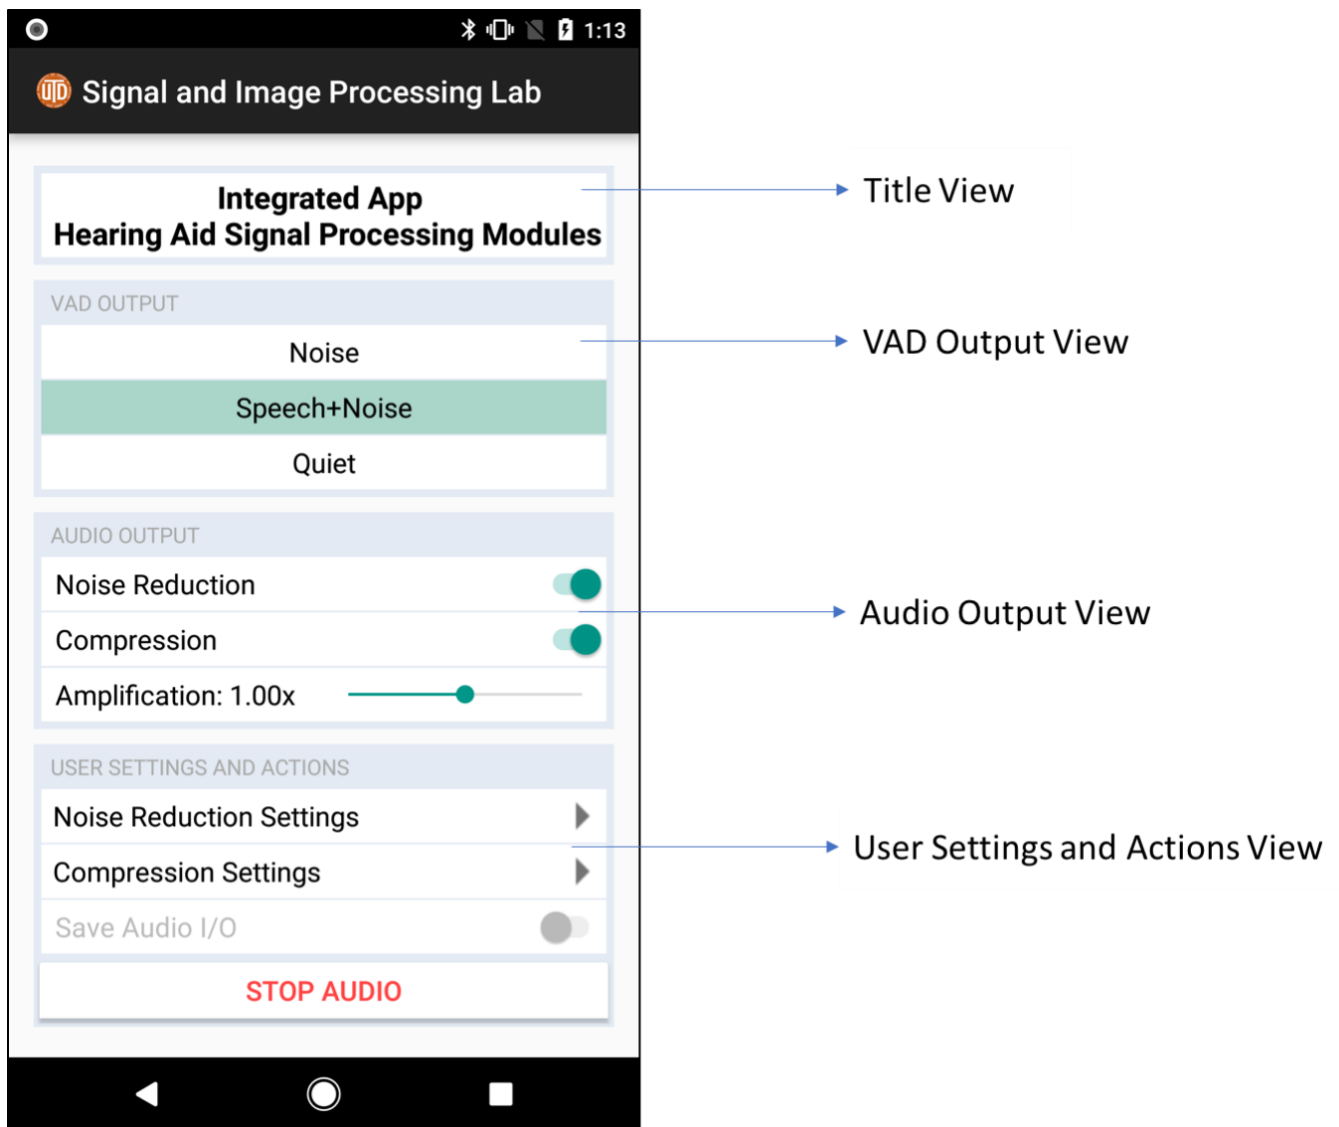 1:13
UTD Signal and Image Processing Lab
Integrated App
Hearing Aid Signal Processing Modules
Title View
VAD OUTPUT
Noise
VAD Output View
Speech+Noise
Quiet
AUDIO OUTPUT
Noise Reduction
Audio Output View
Compression
Amplification: 1.00x
USER SETTINGS AND ACTIONS
Noise Reduction Settings
User Settings and Actions View
Compression Settings
Save Audio I/O
STOP AUDIO